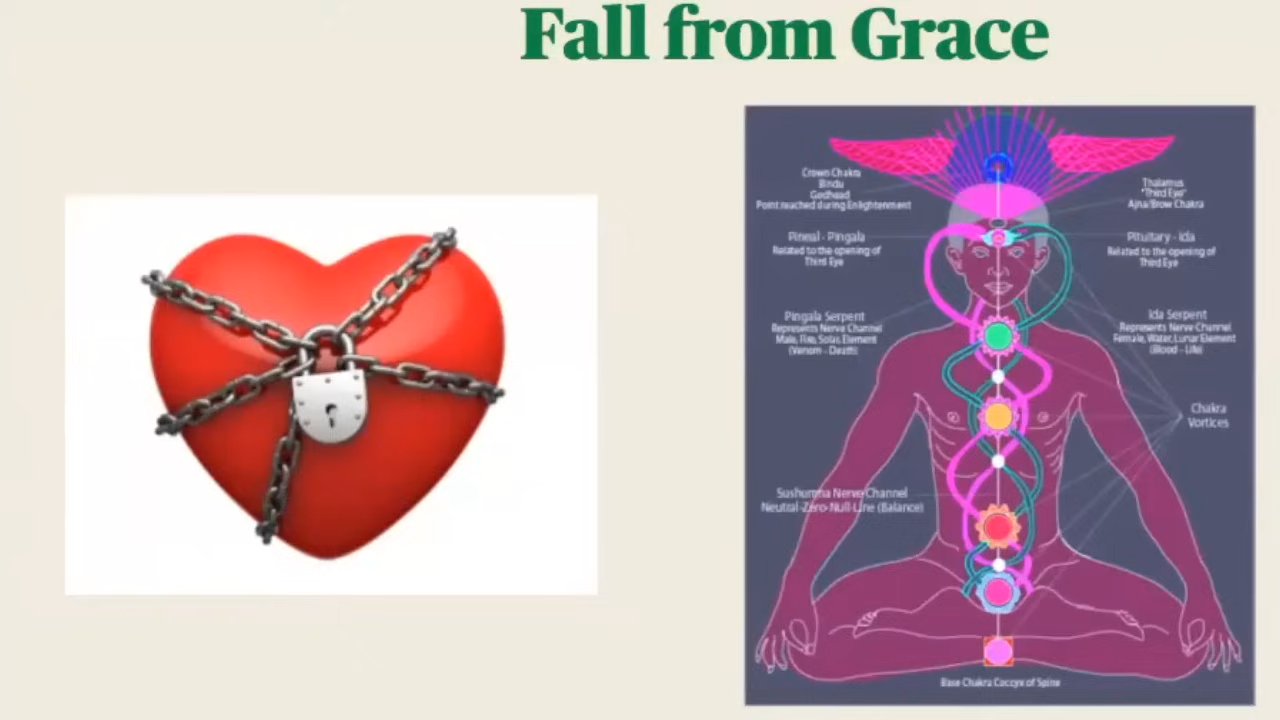 Fall from Grace
Crown Chakra
Bindu
Godhead
Point reached during Enlightenment
Thalamus
"Third Eye"
Ajna/Brow Chakra
Pineal - Pingala
Related to the opening of
Third Eye
Pituitary - Ida
Related to the opening of
Third Eye
Pingala Serpent
Represents Nerve Channel
Male, Fire, Solar Element
(Venom - Death)
Ida Serpent
Represents Nerve Channel
Female, Water, Lunar Element
(Blood - Life)
Chakra
Vortices
Sushumna Nerve Channel
Neutral-Zero-Null-Line (Balance)
Base Chakra Coccyx of Spine